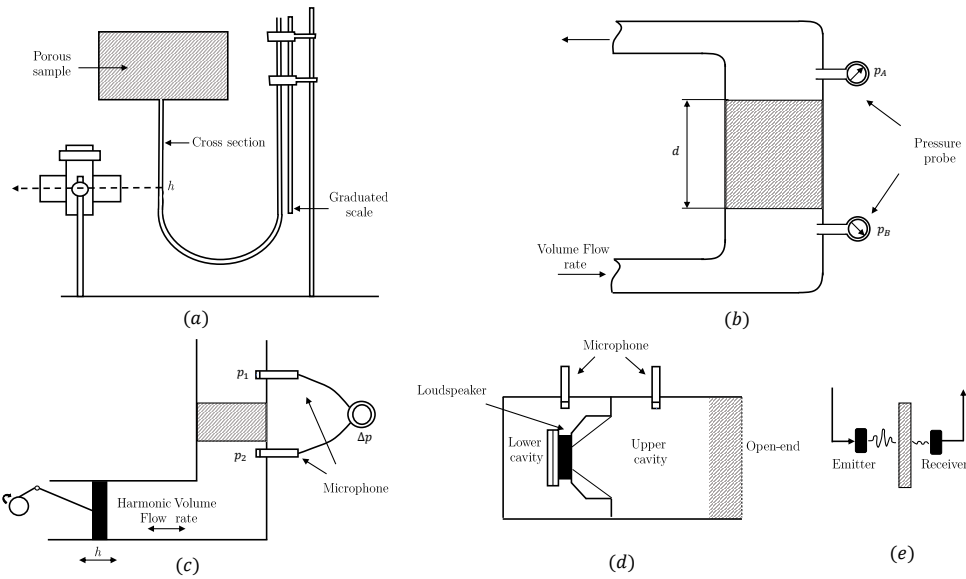 Porous
sample
Cross section
h
Graduated
scale
(a)
p_A
d
Pressure
probe
p_B
Volume Flow
rate
(b)
p_1
Δp
p_2
Microphone
Harmonic Volume
Flow rate
h
(c)
Microphone
Loudspeaker
Lower
cavity
Upper
cavity
Open-end
(d)
Emitter
Receiver
(e)